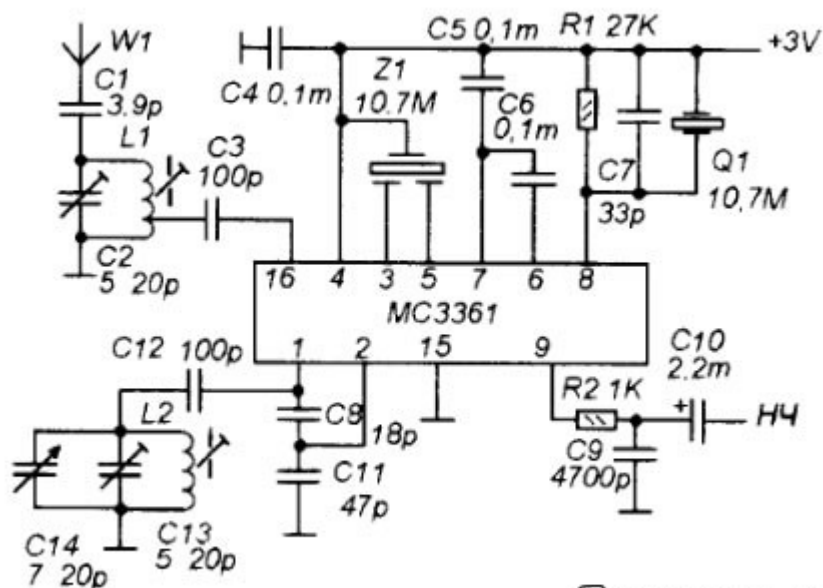 W1
C1
3,9p
L1
C3
100p
C2
5 20p
C4 0,1m
Z1
10.7M
C5 0,1m
C6
0,1m
R1 27K
+3V
C7
33p
Q1
10,7M
16 4 3 5 7 6 8
MC3361
1 2 15 9
C12 100p
L2
C8
18p
C11
47p
C14
7 20p
C13
5 20p
R2 1K
C9
4700p
C10
2.2m
+
НЧ